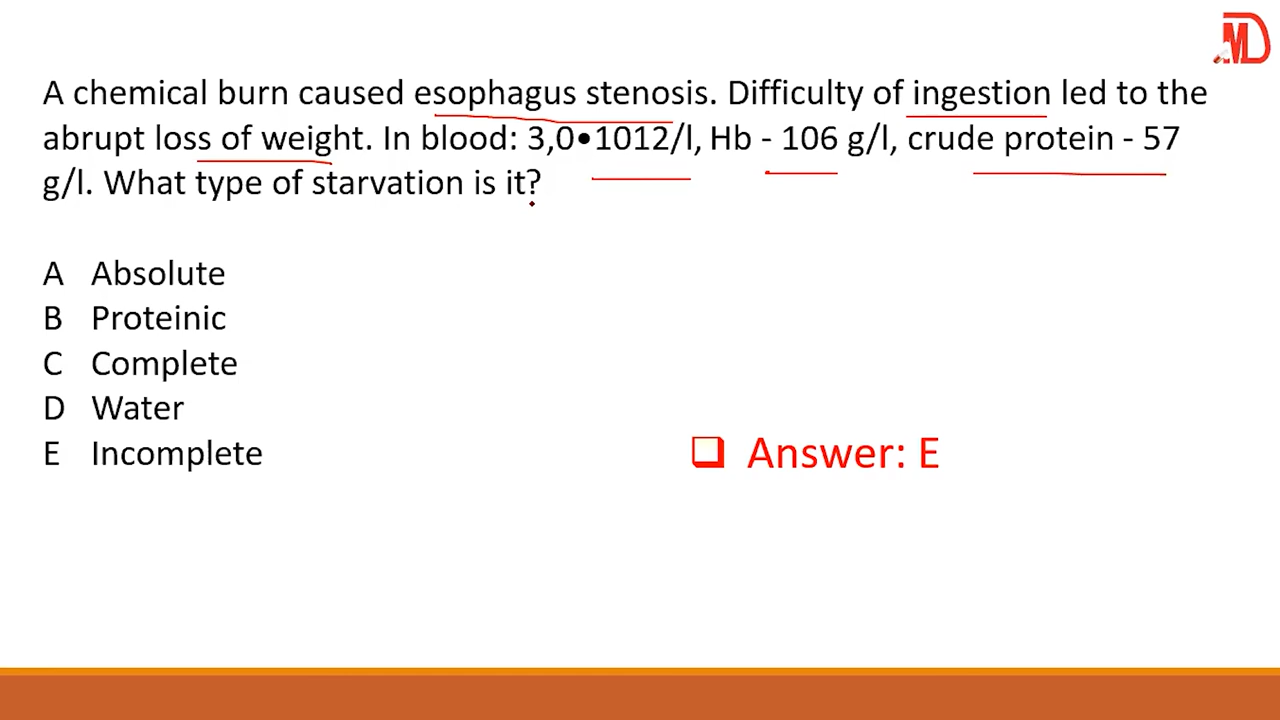 MD
A chemical burn caused esophagus stenosis. Difficulty of ingestion led to the
abrupt loss of weight. In blood: 3,0•1012/l, Hb - 106 g/l, crude protein - 57
g/l. What type of starvation is it?
A Absolute
B Proteinic
C Complete
D Water
E Incomplete
Answer: E